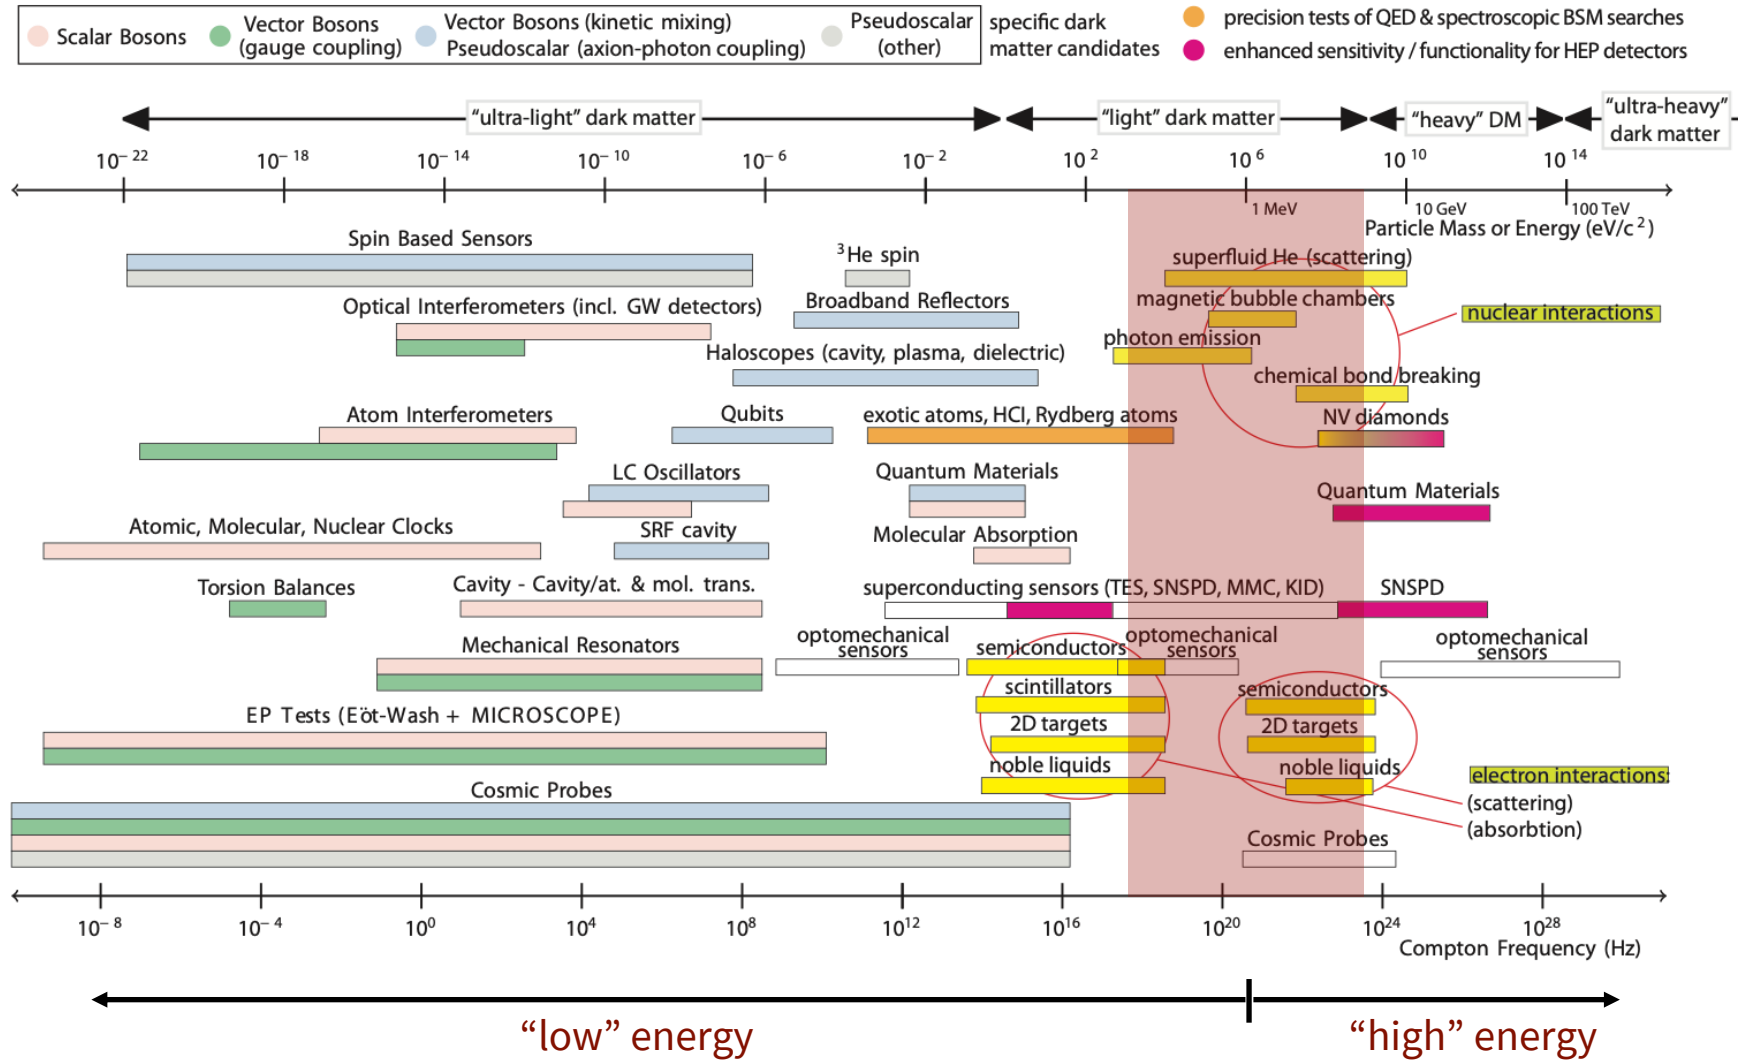 Scalar Bosons
Vector Bosons
(gauge coupling)
Vector Bosons (kinetic mixing)
Pseudoscalar (axion-photon coupling)
Pseudoscalar
(other)
specific dark
matter candidates
precision tests of QED & spectroscopic BSM searches
enhanced sensitivity / functionality for HEP detectors
“ultra-light” dark matter
“light” dark matter
“heavy” DM
“ultra-heavy”
dark matter
10⁻²² 10⁻¹⁸ 10⁻¹⁴ 10⁻¹⁰ 10⁻⁶ 10⁻² 10² 10⁶ 10¹⁰ 10¹⁴
1 MeV 10 GeV 100 TeV
Particle Mass or Energy (eV/c²)
Spin Based Sensors
³He spin
superfluid He (scattering)
Optical Interferometers (incl. GW detectors)
Broadband Reflectors
magnetic bubble chambers
nuclear interactions
photon emission
Haloscopes (cavity, plasma, dielectric)
chemical bond breaking
Atom Interferometers
Qubits
exotic atoms, HCI, Rydberg atoms
NV diamonds
LC Oscillators
Quantum Materials
Quantum Materials
Atomic, Molecular, Nuclear Clocks
SRF cavity
Molecular Absorption
Torsion Balances
Cavity - Cavity/at. & mol. trans.
superconducting sensors (TES, SNSPD, MMC, KID)
SNSPD
Mechanical Resonators
optomechanical
sensors
semiconductors
optomechanical
sensors
optomechanical
sensors
scintillators
semiconductors
EP Tests (Eöt-Wash + MICROSCOPE)
2D targets
2D targets
noble liquids
noble liquids
electron interactions:
(scattering)
(absorbtion)
Cosmic Probes
Cosmic Probes
10⁻⁸ 10⁻⁴ 10⁰ 10⁴ 10⁸ 10¹² 10¹⁶ 10²⁰ 10²⁴ 10²⁸
Compton Frequency (Hz)
“low” energy
“high” energy